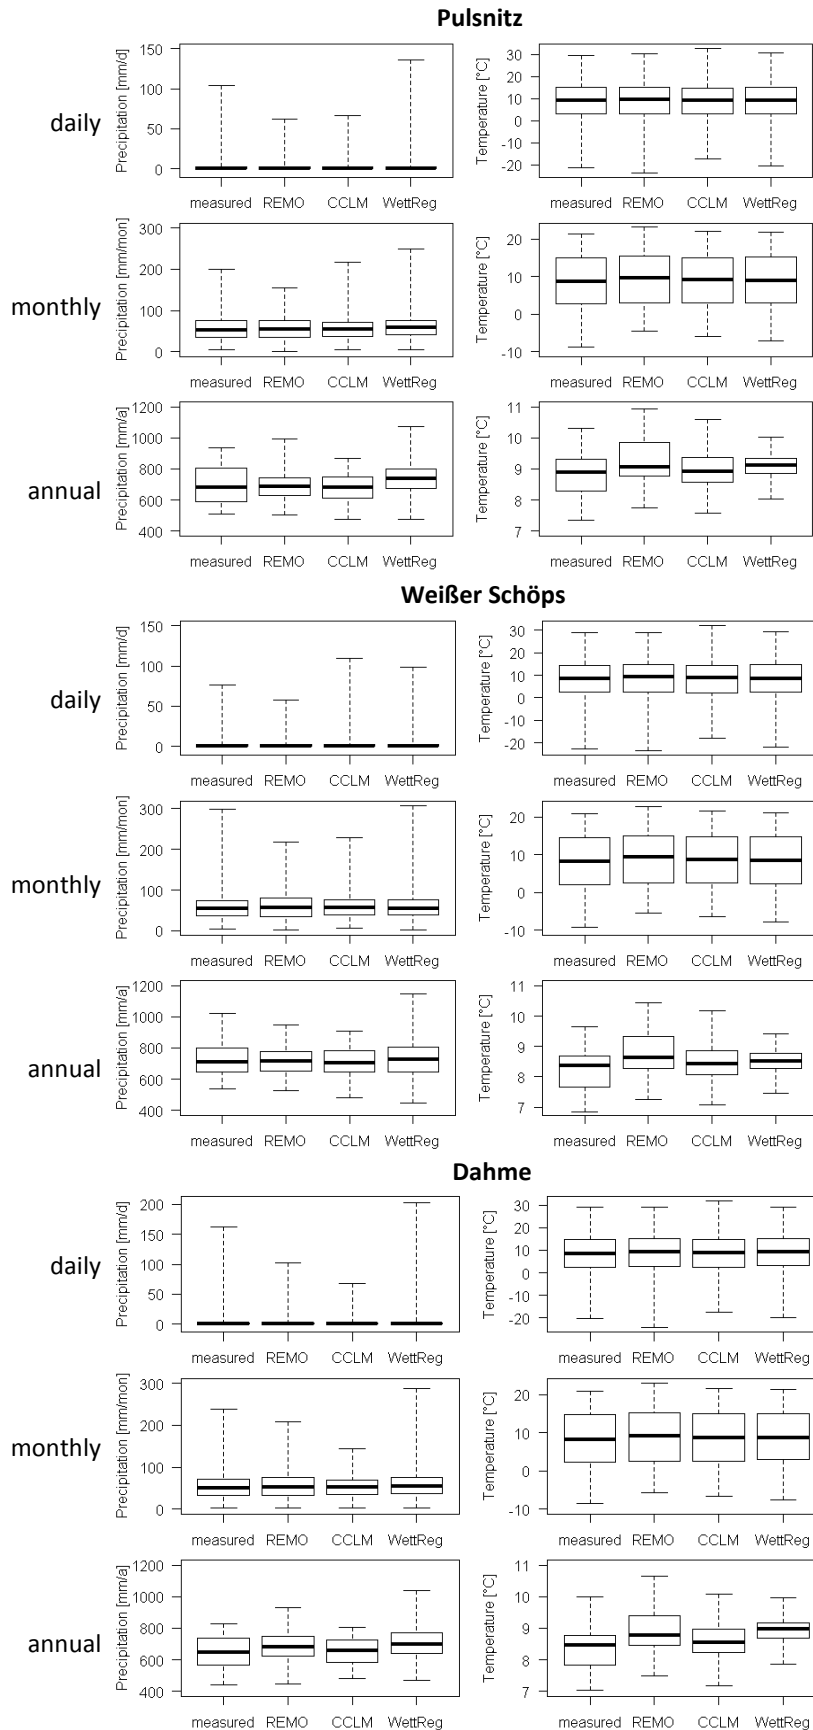 Pulsnitz
daily
Precipitation [mm/d]
150
100
50
0
measured REMO CCLM WettReg
Temperature [°C]
30
20
10
0
-20
measured REMO CCLM WettReg
monthly
Precipitation [mm/mon]
300
200
100
0
measured REMO CCLM WettReg
Temperature [°C]
20
10
0
-10
measured REMO CCLM WettReg
annual
Precipitation [mm/a]
1200
1000
800
600
400
measured REMO CCLM WettReg
Temperature [°C]
11
10
9
8
7
measured REMO CCLM WettReg
Weißer Schöps
daily
Precipitation [mm/d]
150
100
50
0
measured REMO CCLM WettReg
Temperature [°C]
30
20
10
0
-20
measured REMO CCLM WettReg
monthly
Precipitation [mm/mon]
300
200
100
0
measured REMO CCLM WettReg
Temperature [°C]
20
10
0
-10
measured REMO CCLM WettReg
annual
Precipitation [mm/a]
1200
1000
800
600
400
measured REMO CCLM WettReg
Temperature [°C]
11
10
9
8
7
measured REMO CCLM WettReg
Dahme
daily
Precipitation [mm/d]
200
150
100
50
0
measured REMO CCLM WettReg
Temperature [°C]
30
20
10
0
-10
-20
measured REMO CCLM WettReg
monthly
Precipitation [mm/mon]
300
200
100
0
measured REMO CCLM WettReg
Temperature [°C]
20
10
0
-10
measured REMO CCLM WettReg
annual
Precipitation [mm/a]
1200
1000
800
600
400
measured REMO CCLM WettReg
Temperature [°C]
11
10
9
8
7
measured REMO CCLM WettReg